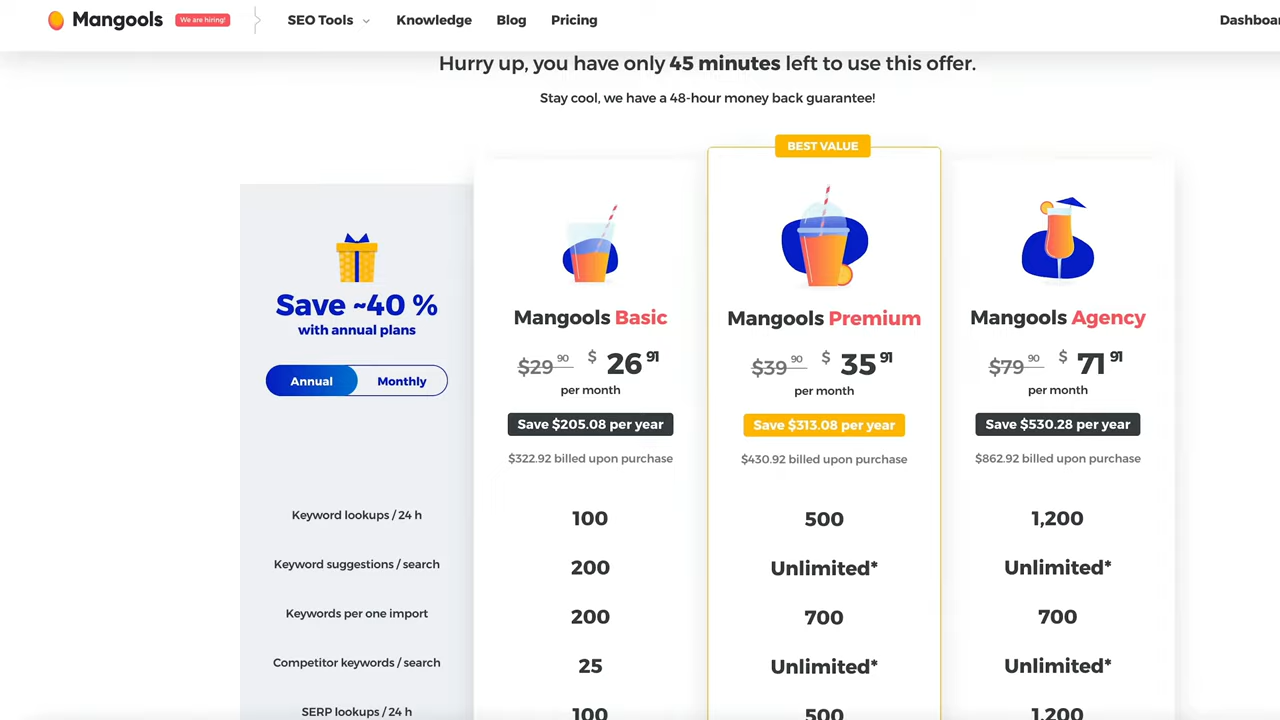 Mangools We are hiring! SEO Tools Knowledge Blog Pricing
Hurry up, you have only 45 minutes left to use this offer.
Stay cool, we have a 48-hour money back guarantee!
BEST VALUE
Save ~40 %
with annual plans
Annual Monthly
Mangools Basic Mangools Premium Mangools Agency
$29 90 $ 26 91 $39 90 $ 35 91 $79 90 $ 71 91
per month per month per month
Save $205.08 per year Save $313.08 per year Save $530.28 per year
$322.92 billed upon purchase $430.92 billed upon purchase $862.92 billed upon purchase
Keyword lookups / 24 h 100 500 1,200
Keyword suggestions / search 200 Unlimited* Unlimited*
Keywords per one import 200 700 700
Competitor keywords / search 25 Unlimited* Unlimited*
SERP lookups / 24 h 100 500 1,200